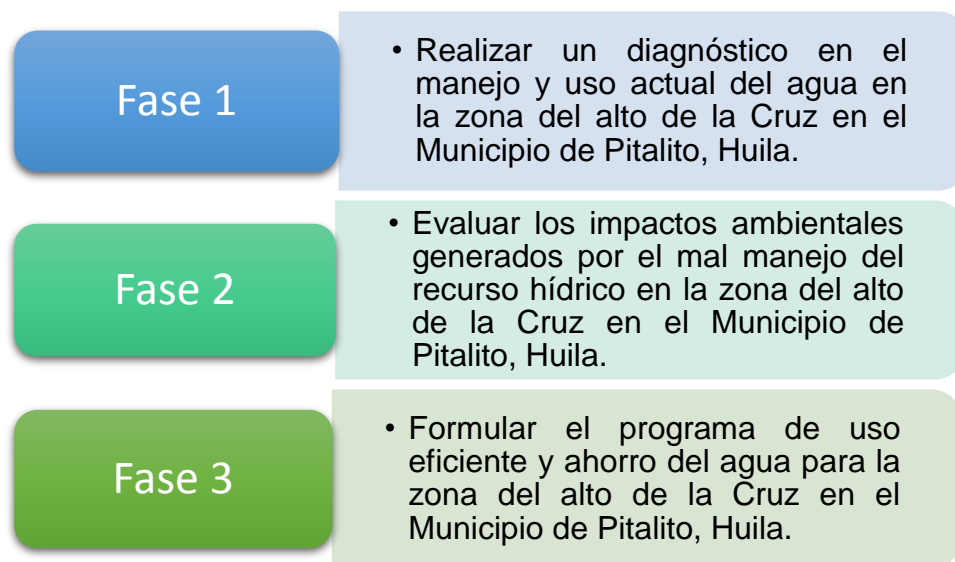 Fase 1
• Realizar un diagnóstico en el
manejo y uso actual del agua en
la zona del alto de la Cruz en el
Municipio de Pitalito, Huila.
Fase 2
• Evaluar los impactos ambientales
generados por el mal manejo del
recurso hídrico en la zona del alto
de la Cruz en el Municipio de
Pitalito, Huila.
Fase 3
• Formular el programa de uso
eficiente y ahorro del agua para la
zona del alto de la Cruz en el
Municipio de Pitalito, Huila.